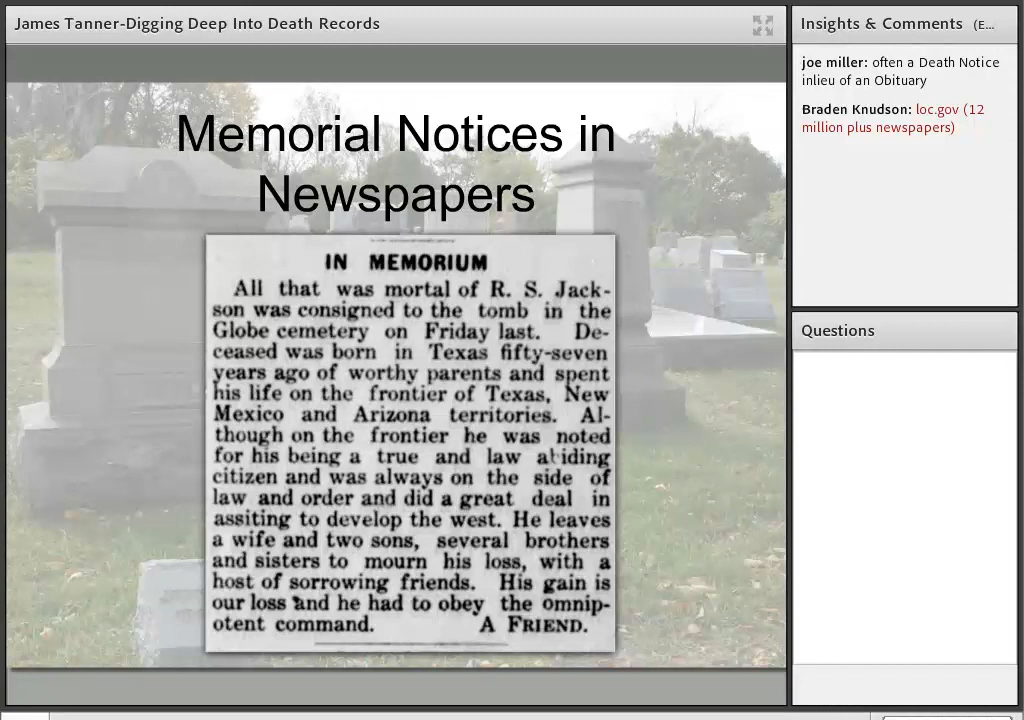 James Tanner-Digging Deep Into Death Records
Memorial Notices in
Newspapers
IN MEMORIUM
All that was mortal of R. S. Jack-
son was consigned to the tomb in the
Globe cemetery on Friday last. De-
ceased was born in Texas fifty-seven
years ago of worthy parents and spent
his life on the frontier of Texas, New
Mexico and Arizona territories. Al-
though on the frontier he was noted
for his being a true and law abiding
citizen and was always on the side of
law and order and did a great deal in
assiting to develop the west. He leaves
a wife and two sons, several brothers
and sisters to mourn his loss, with a
host of sorrowing friends. His gain is
our loss and he had to obey the omnip-
otent command. A FRIEND.
Insights & Comments (E...
joe miller: often a Death Notice
inlieu of an Obituary
Braden Knudson: loc.gov (12
million plus newspapers)
Questions